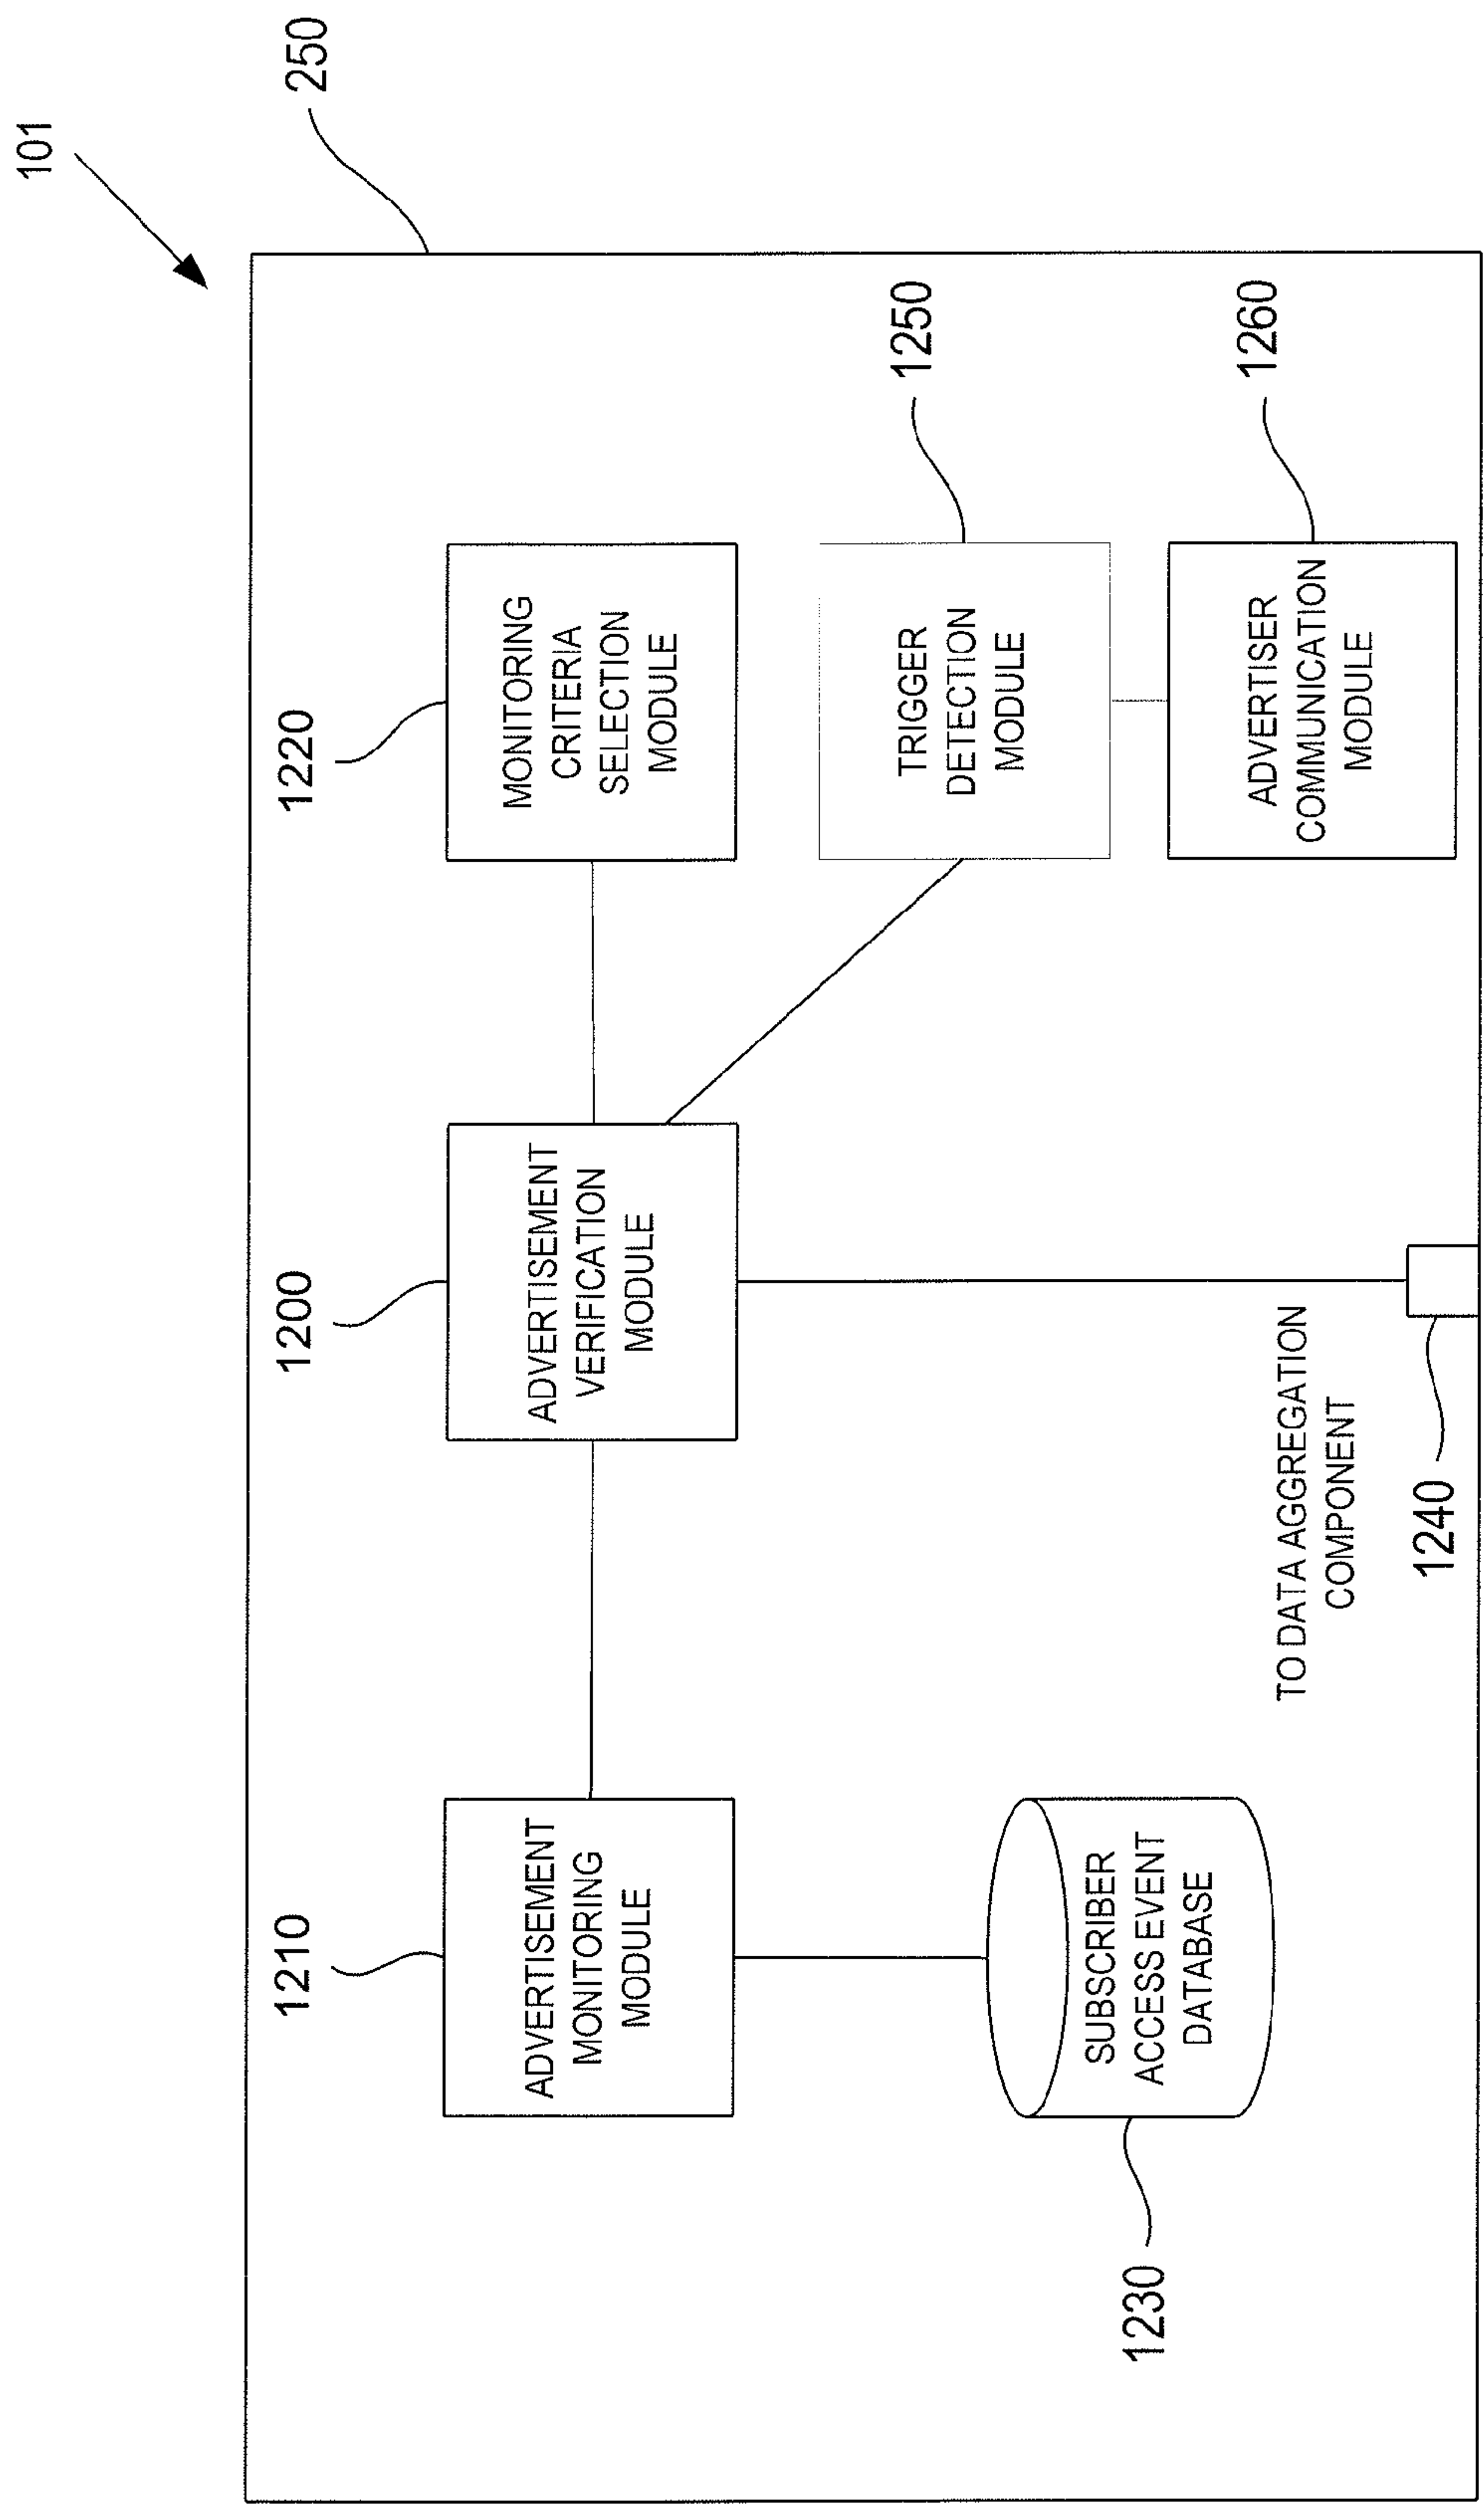 101
250
1210
ADVERTISEMENT
MONITORING
MODULE
1200
ADVERTISEMENT
VERIFICATION
MODULE
1220
MONITORING
CRITERIA
SELECTION
MODULE
1230
SUBSCRIBER
ACCESS EVENT
DATABASE
1250
TRIGGER
DETECTION
MODULE
1260
ADVERTISER
COMMUNICATION
MODULE
TO DATA AGGREGATION
COMPONENT
1240